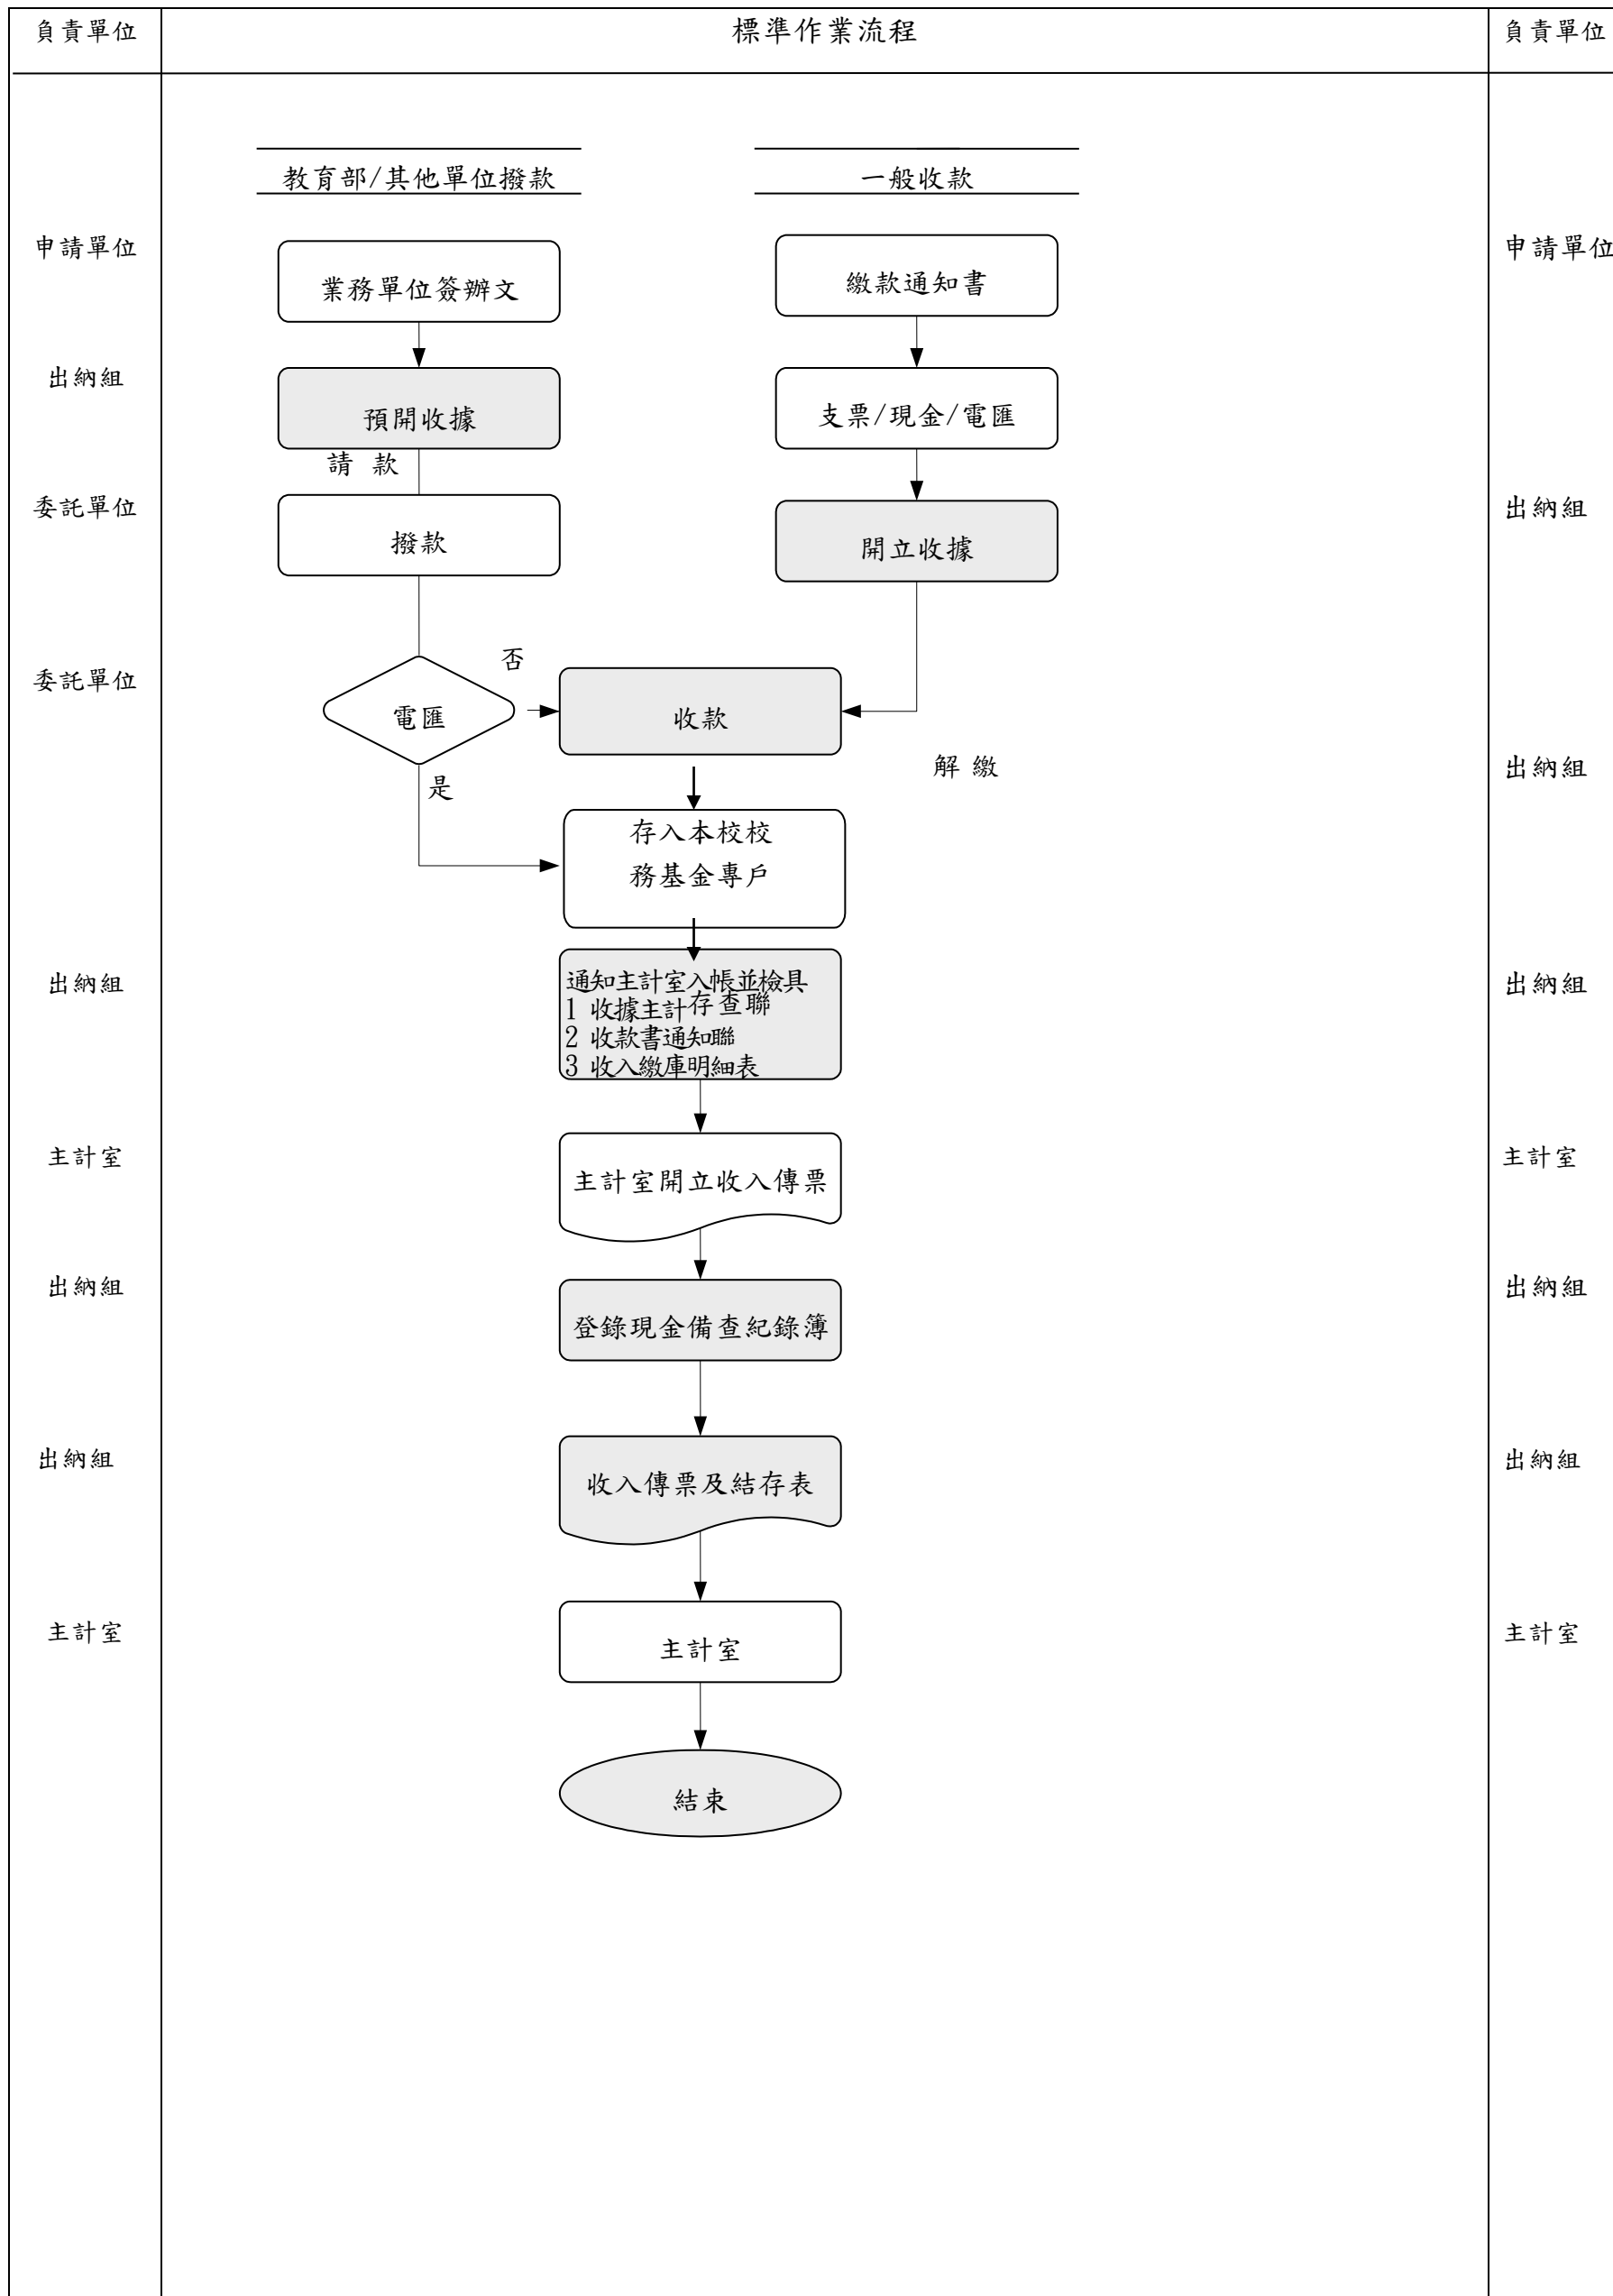 負責單位
標準作業流程
負責單位
教育部/其他單位撥款
一般收款
申請單位
業務單位簽辦文
繳款通知書
申請單位
出納組
預開收據
支票/現金/電匯
請 款
委託單位
撥款
開立收據
出納組
委託單位
電匯
否
收款
是
解 繳
出納組
存入本校校
務基金專戶
出納組
通知主計室入帳並檢具
1 收據主計存查聯
2 收款書通知聯
3 收入繳庫明細表
出納組
主計室
主計室開立收入傳票
主計室
出納組
登錄現金備查紀錄簿
出納組
出納組
收入傳票及結存表
出納組
主計室
主計室
主計室
結束